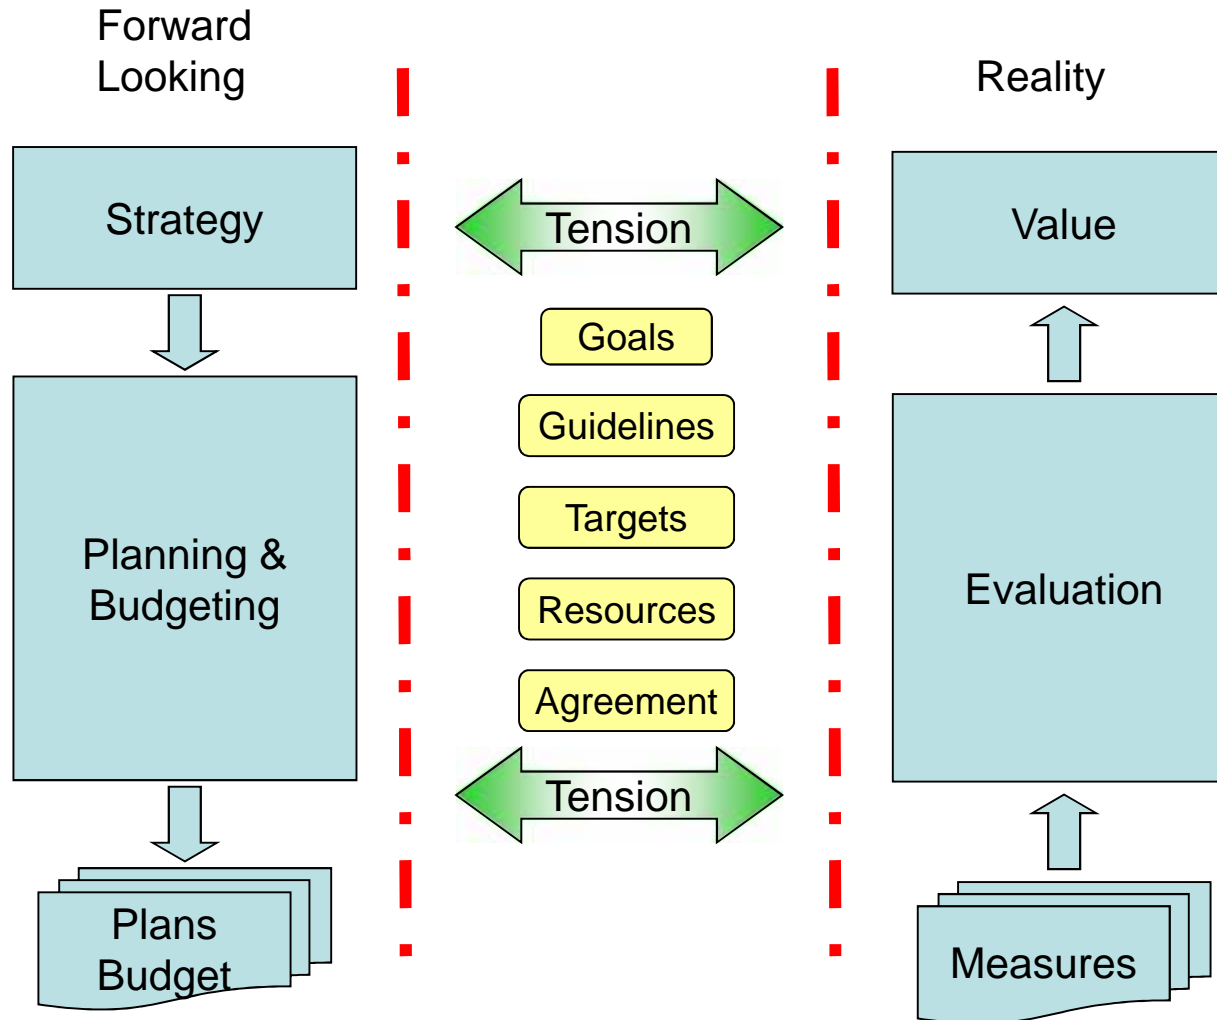 Forward
Looking
Reality
Strategy
Tension
Value
Goals
Guidelines
Targets
Planning &
Budgeting
Resources
Evaluation
Agreement
Tension
Plans
Budget
Measures